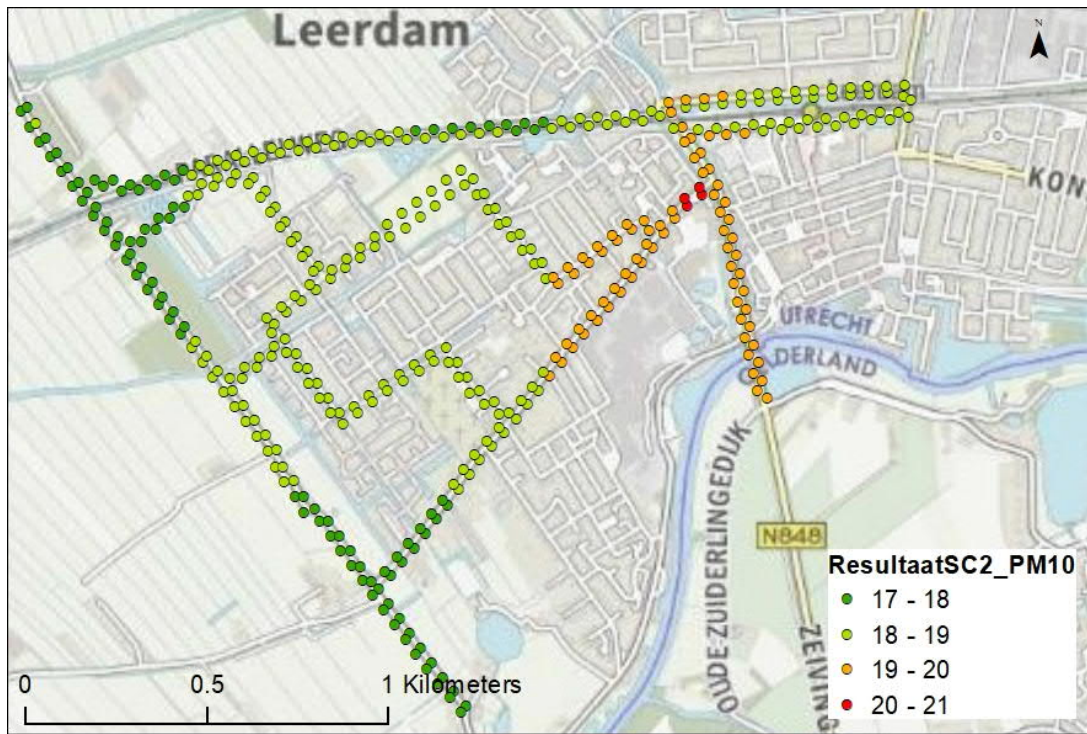 Leerdam
N
KON
UTRECHT
GELDERLAND
OUDE-ZUIDERLINGEDIJK
N848
ZEIVING
ResultaatSC2_PM10
17 - 18
18 - 19
19 - 20
20 - 21
0 0.5 1 Kilometers